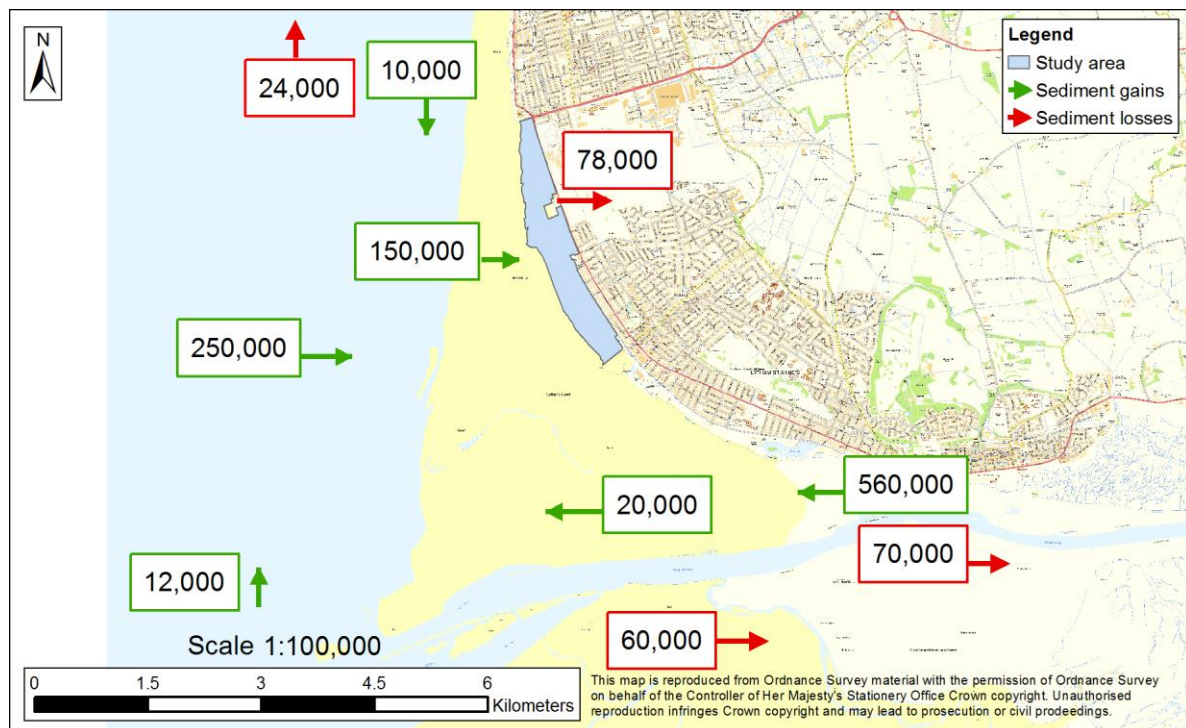 N
24,000
10,000
Legend
Study area
Sediment gains
Sediment losses
78,000
150,000
250,000
LYTHAM ST ANNE'S
560,000
20,000
70,000
12,000
60,000
Scale 1:100,000
0 1.5 3 4.5 6
Kilometers
This map is reproduced from Ordnance Survey material with the permission of Ordnance Survey
on behalf of the Controller of Her Majesty's Stationery Office Crown copyright. Unauthorised
reproduction infringes Crown copyright and may lead to prosecution or civil prodeedings.